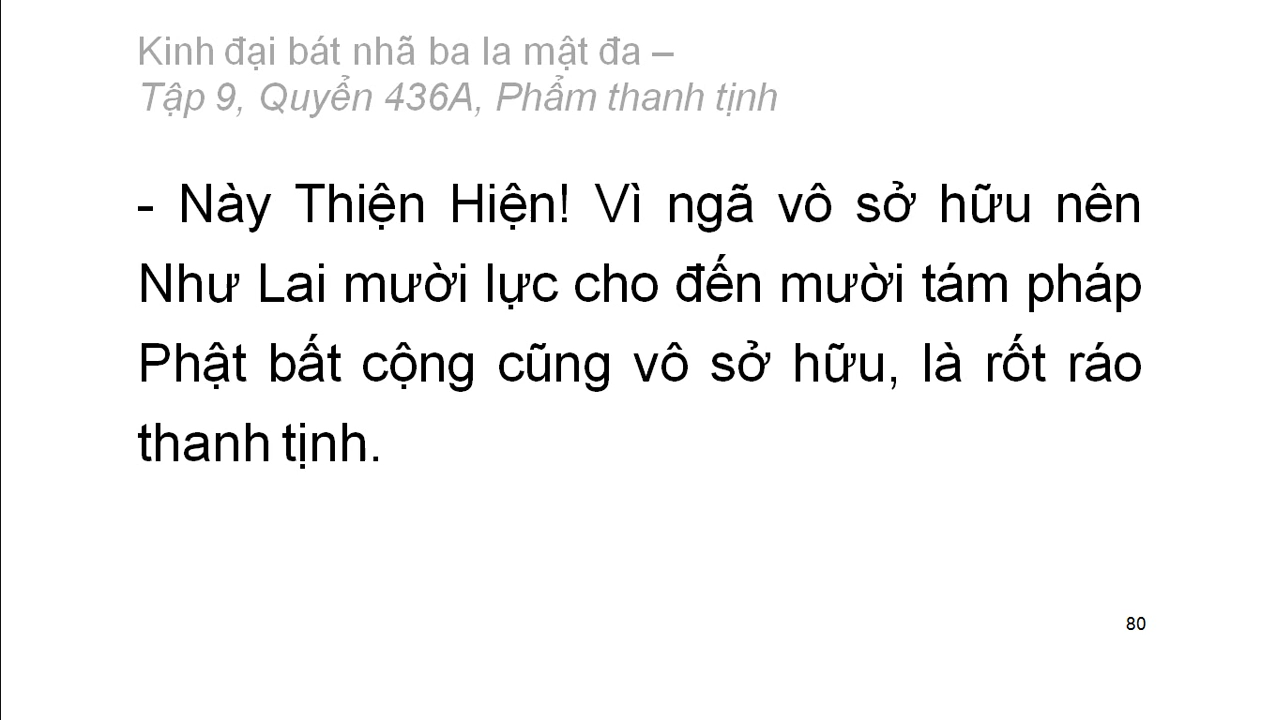 Kinh đại bát nhã ba la mật đa –
Tập 9, Quyển 436A, Phẩm thanh tịnh
- Này Thiện Hiện! Vì ngã vô sở hữu nên
Như Lai mười lực cho đến mười tám pháp
Phật bất cộng cũng vô sở hữu, là rốt ráo
thanh tịnh.
80